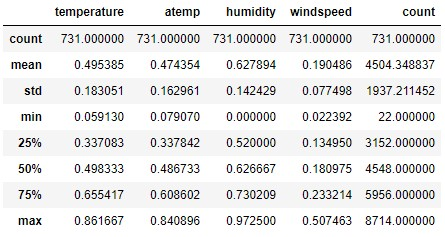 temperature atemp humidity windspeed count
count 731.000000 731.000000 731.000000 731.000000 731.000000
mean 0.495385 0.474354 0.627894 0.190486 4504.348837
std 0.183051 0.162961 0.142429 0.077498 1937.211452
min 0.059130 0.079070 0.000000 0.022392 22.000000
25% 0.337083 0.337842 0.520000 0.134950 3152.000000
50% 0.498333 0.486733 0.626667 0.180975 4548.000000
75% 0.655417 0.608602 0.730209 0.233214 5956.000000
max 0.861667 0.840896 0.972500 0.507463 8714.000000